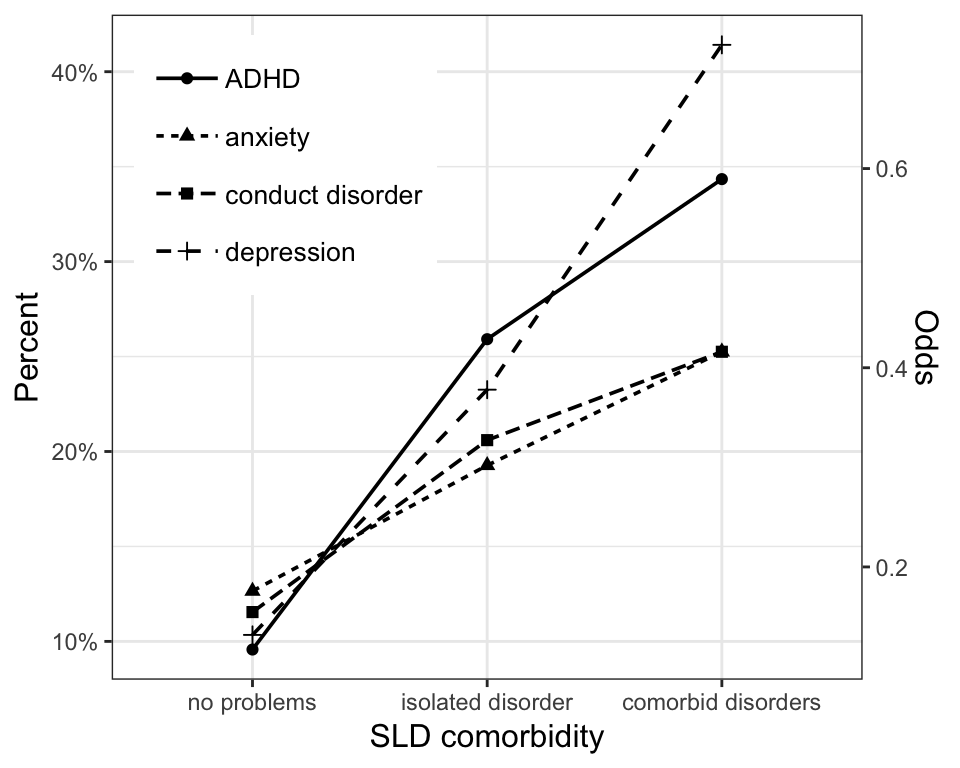 ADHD
anxiety
conduct disorder
depression
40%
30%
20%
10%
Percent
0.6
0.4
0.2
Odds
no problems isolated disorder comorbid disorders
SLD comorbidity